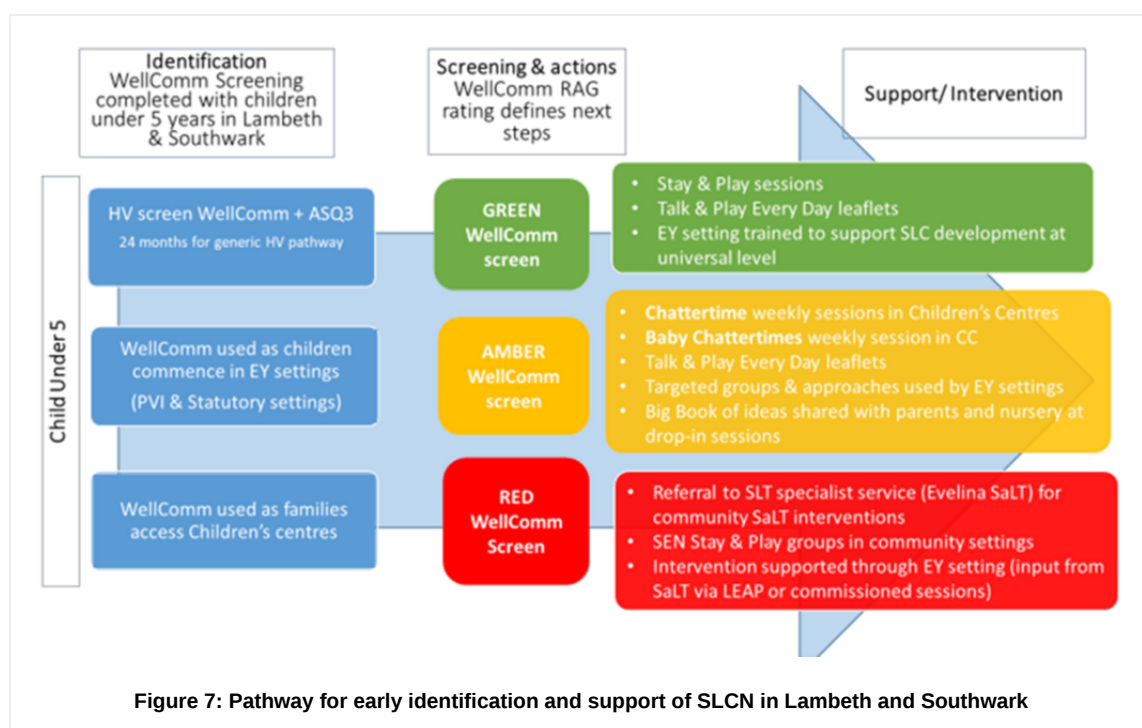 Identification
WellComm Screening
completed with children
under 5 years in Lambeth
& Southwark
Screening & actions
WellComm RAG
rating defines next
steps
Support/ Intervention
Child Under 5
HV screen WellComm + ASQ3
24 months for generic HV pathway
GREEN
WellComm
screen
• Stay & Play sessions
• Talk & Play Every Day leaflets
• EY setting trained to support SLC development at
universal level
WellComm used as children
commence in EY settings
(PVI & Statutory settings)
AMBER
WellComm
screen
• Chattertime weekly sessions in Children's Centres
• Baby Chattertimes weekly session in CC
• Talk & Play Every Day leaflets
• Targeted groups & approaches used by EY settings
• Big Book of ideas shared with parents and nursery at
drop-in sessions
WellComm used as families
access Children's centres
RED
WellComm
Screen
• Referral to SLT specialist service (Evelina SaLT) for
community SaLT interventions
• SEN Stay & Play groups in community settings
• Intervention supported through EY setting (input from
SaLT via LEAP or commissioned sessions)
Figure 7: Pathway for early identification and support of SLCN in Lambeth and Southwark